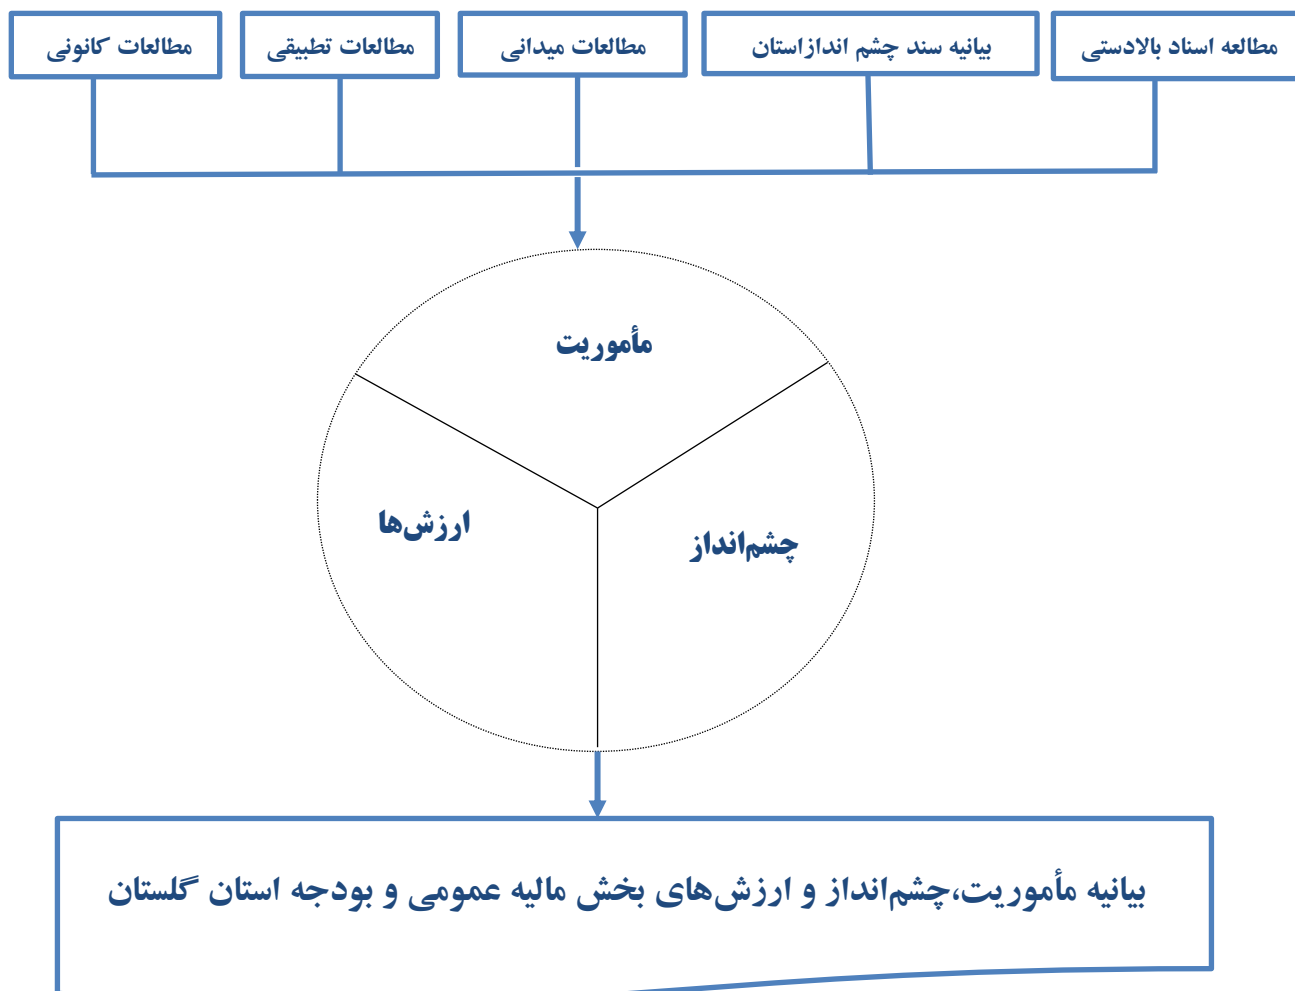 مطالعه اسناد بالادستی
بیانیه سند چشم اندازاستان
مطالعات میدانی
مطالعات تطبیقی
مطالعات کانونی
مأموریت
چشم‌انداز
ارزش‌ها
بیانیه مأموریت،چشم‌انداز و ارزش‌های بخش مالیه عمومی و بودجه استان گلستان